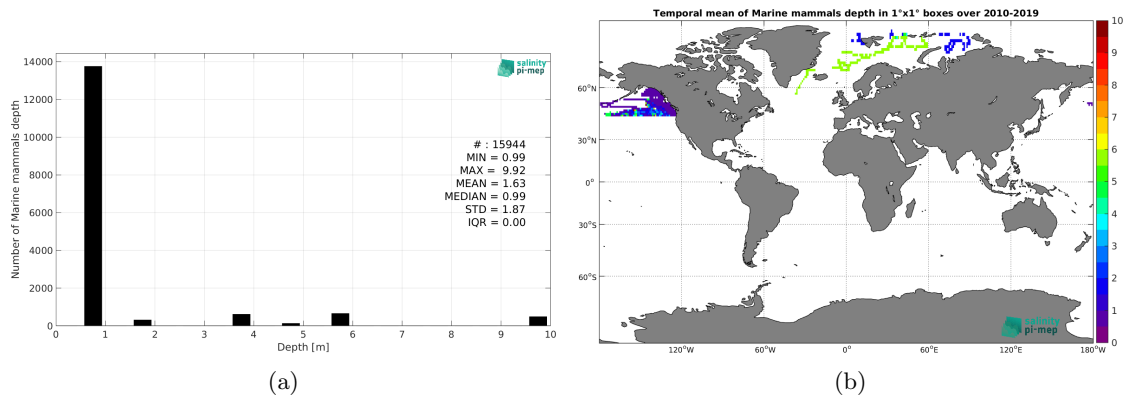 14000
12000
10000
8000
6000
4000
2000
0
Number of Marine mammals depth
salinity
pi-mep
# : 15944
MIN = 0.99
MAX = 9.92
MEAN = 1.63
MEDIAN = 0.99
STD = 1.87
IQR = 0.00
0 1 2 3 4 5 6 7 8 9 10
Depth [m]
(a)
Temporal mean of Marine mammals depth in 1°x1° boxes over 2010-2019
60°N
30°N
0°
30°S
60°S
120°W 60°W 0° 60°E 120°E 180°W
salinity
pi-mep
10
9
8
7
6
5
4
3
2
1
0
(b)